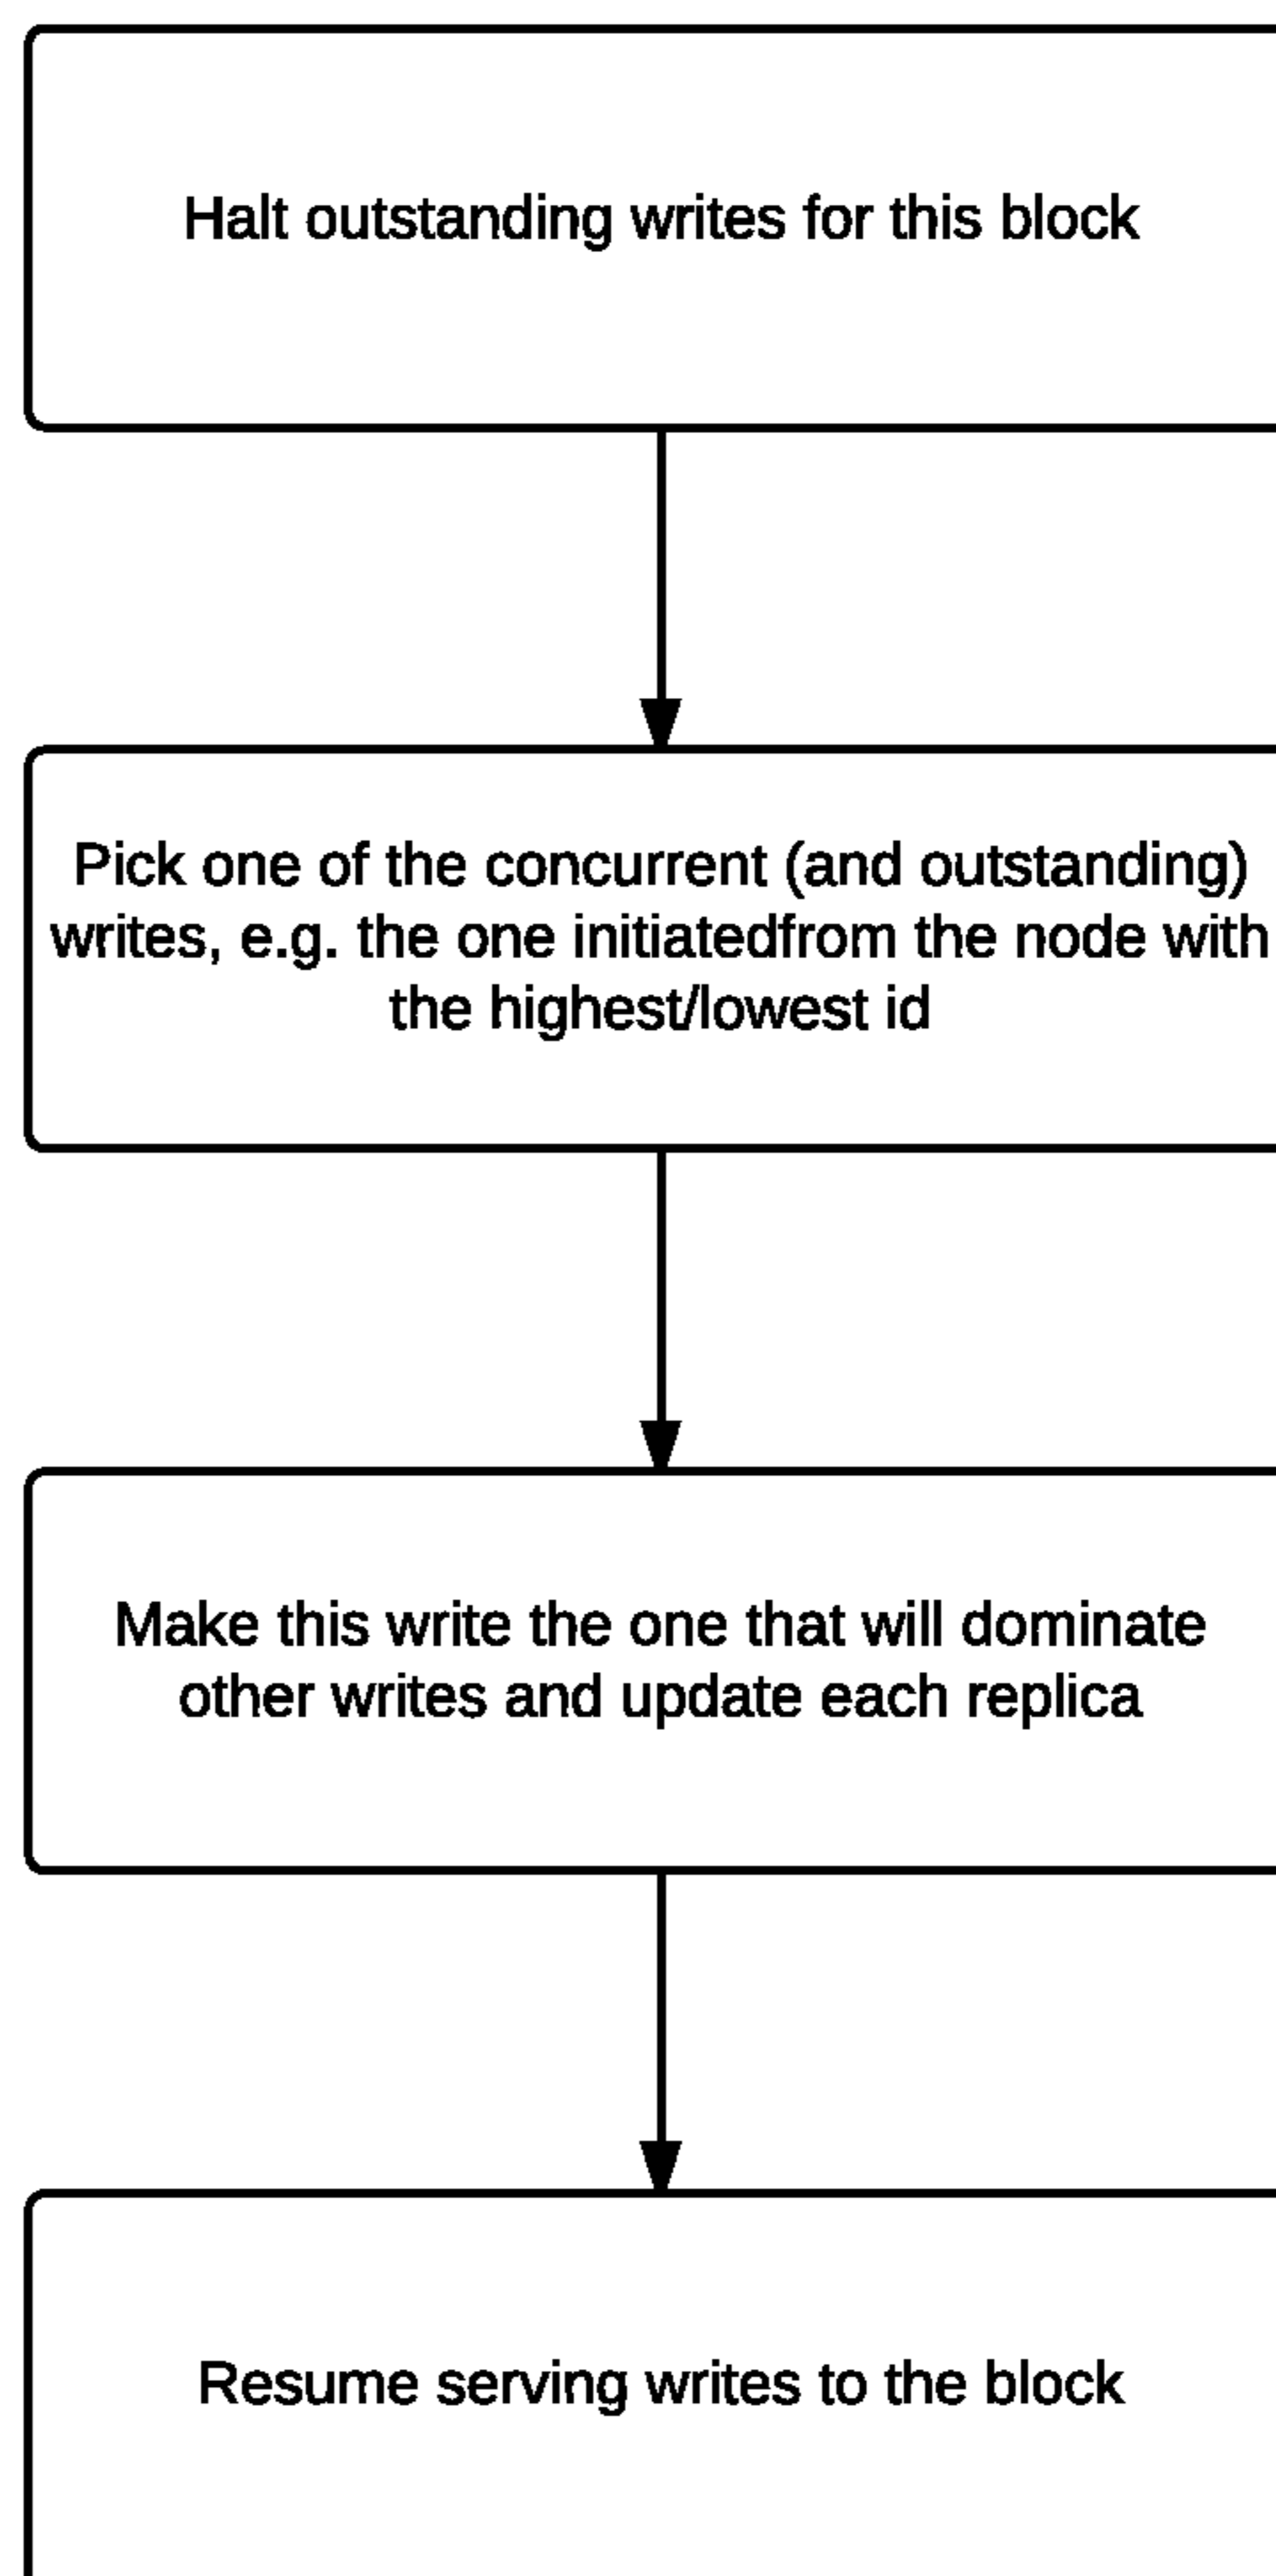 Halt outstanding writes for this block
Pick one of the concurrent (and outstanding)
writes, e.g. the one initiatedfrom the node with
the highest/lowest id
Make this write the one that will dominate
other writes and update each replica
Resume serving writes to the block